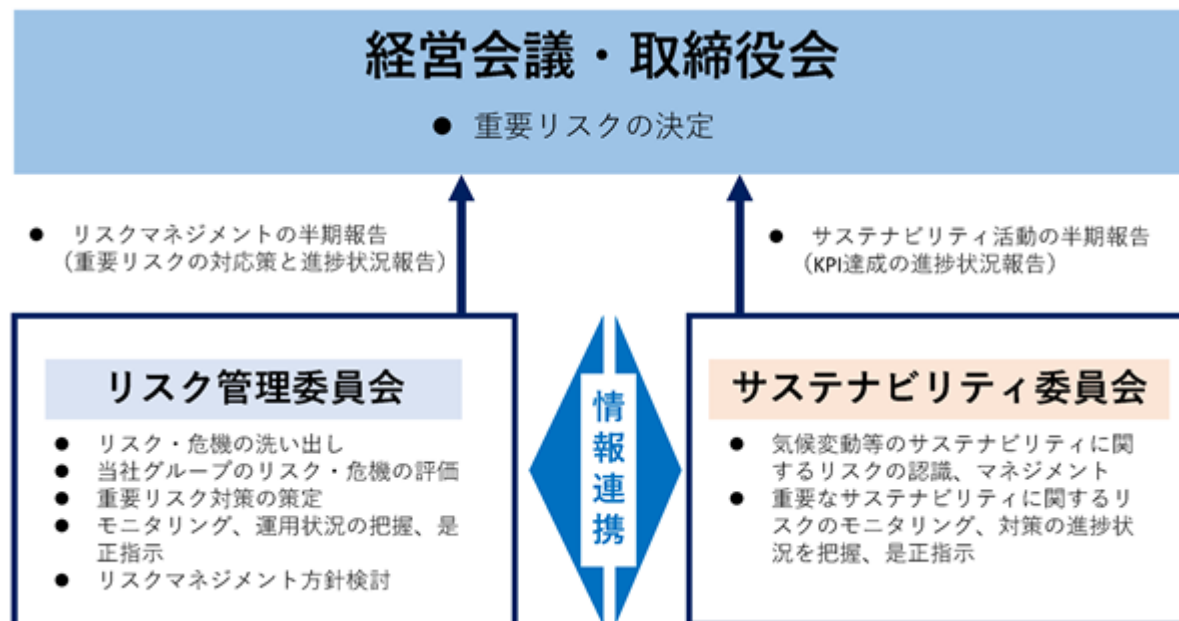 経営会議・取締役会
● 重要リスクの決定
● リスクマネジメントの半期報告
（重要リスクの対応策と進捗状況報告）
● サステナビリティ活動の半期報告
（KPI達成の進捗状況報告）
リスク管理委員会
● リスク・危機の洗い出し
● 当社グループのリスク・危機の評価
● 重要リスク対策の策定
● モニタリング、運用状況の把握、是
正指示
● リスクマネジメント方針検討
情報連携
サステナビリティ委員会
● 気候変動等のサステナビリティに関
するリスクの認識、マネジメント
● 重要なサステナビリティに関するリ
スクのモニタリング、対策の進捗状
況を把握、是正指示